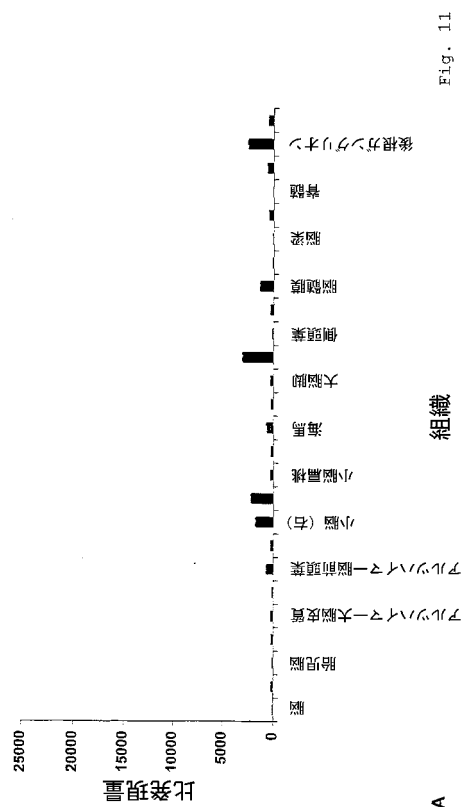 Fig. 11
A
比発現量
25000
20000
15000
10000
5000
0
脳
胎児脳
アルツハイマー大脳皮質
アルツハイマー脳前頭葉
小脳（右）
小脳扁桃
海馬
大脳脚
側頭葉
脳髄膜
脳梁
脊髄
後根ガングリオン
組織